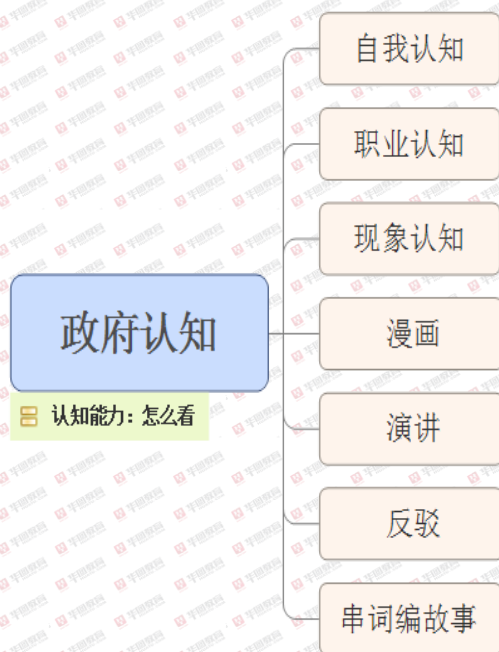 自我认知
职业认知
现象认知
政府认知
漫画
认知能力：怎么看
演讲
反驳
串词编故事